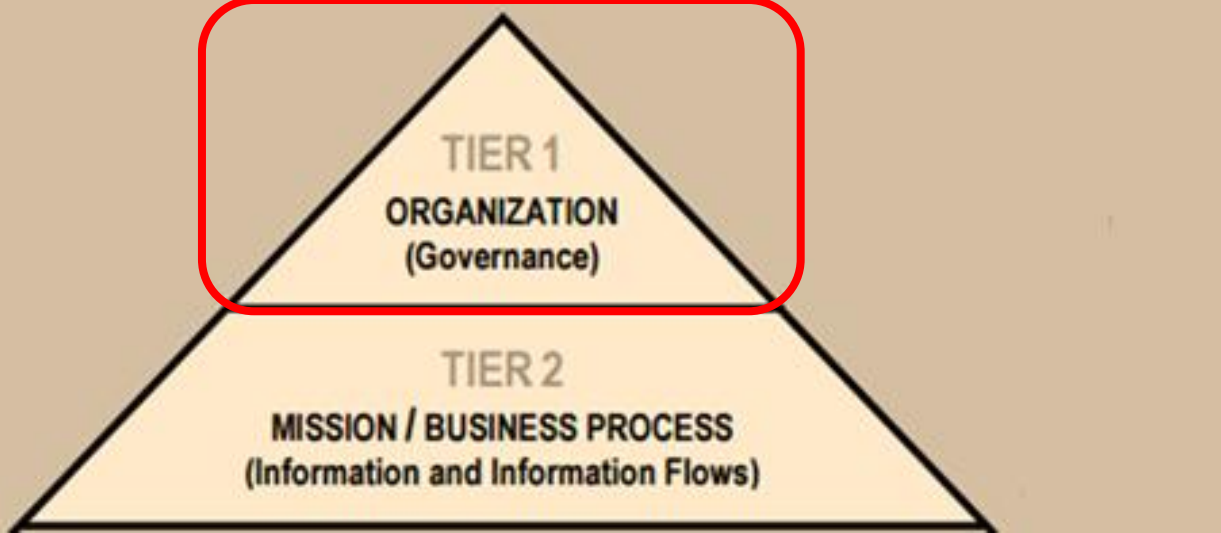 TIER 1
ORGANIZATION
(Governance)
TIER 2
MISSION / BUSINESS PROCESS
(Information and Information Flows)